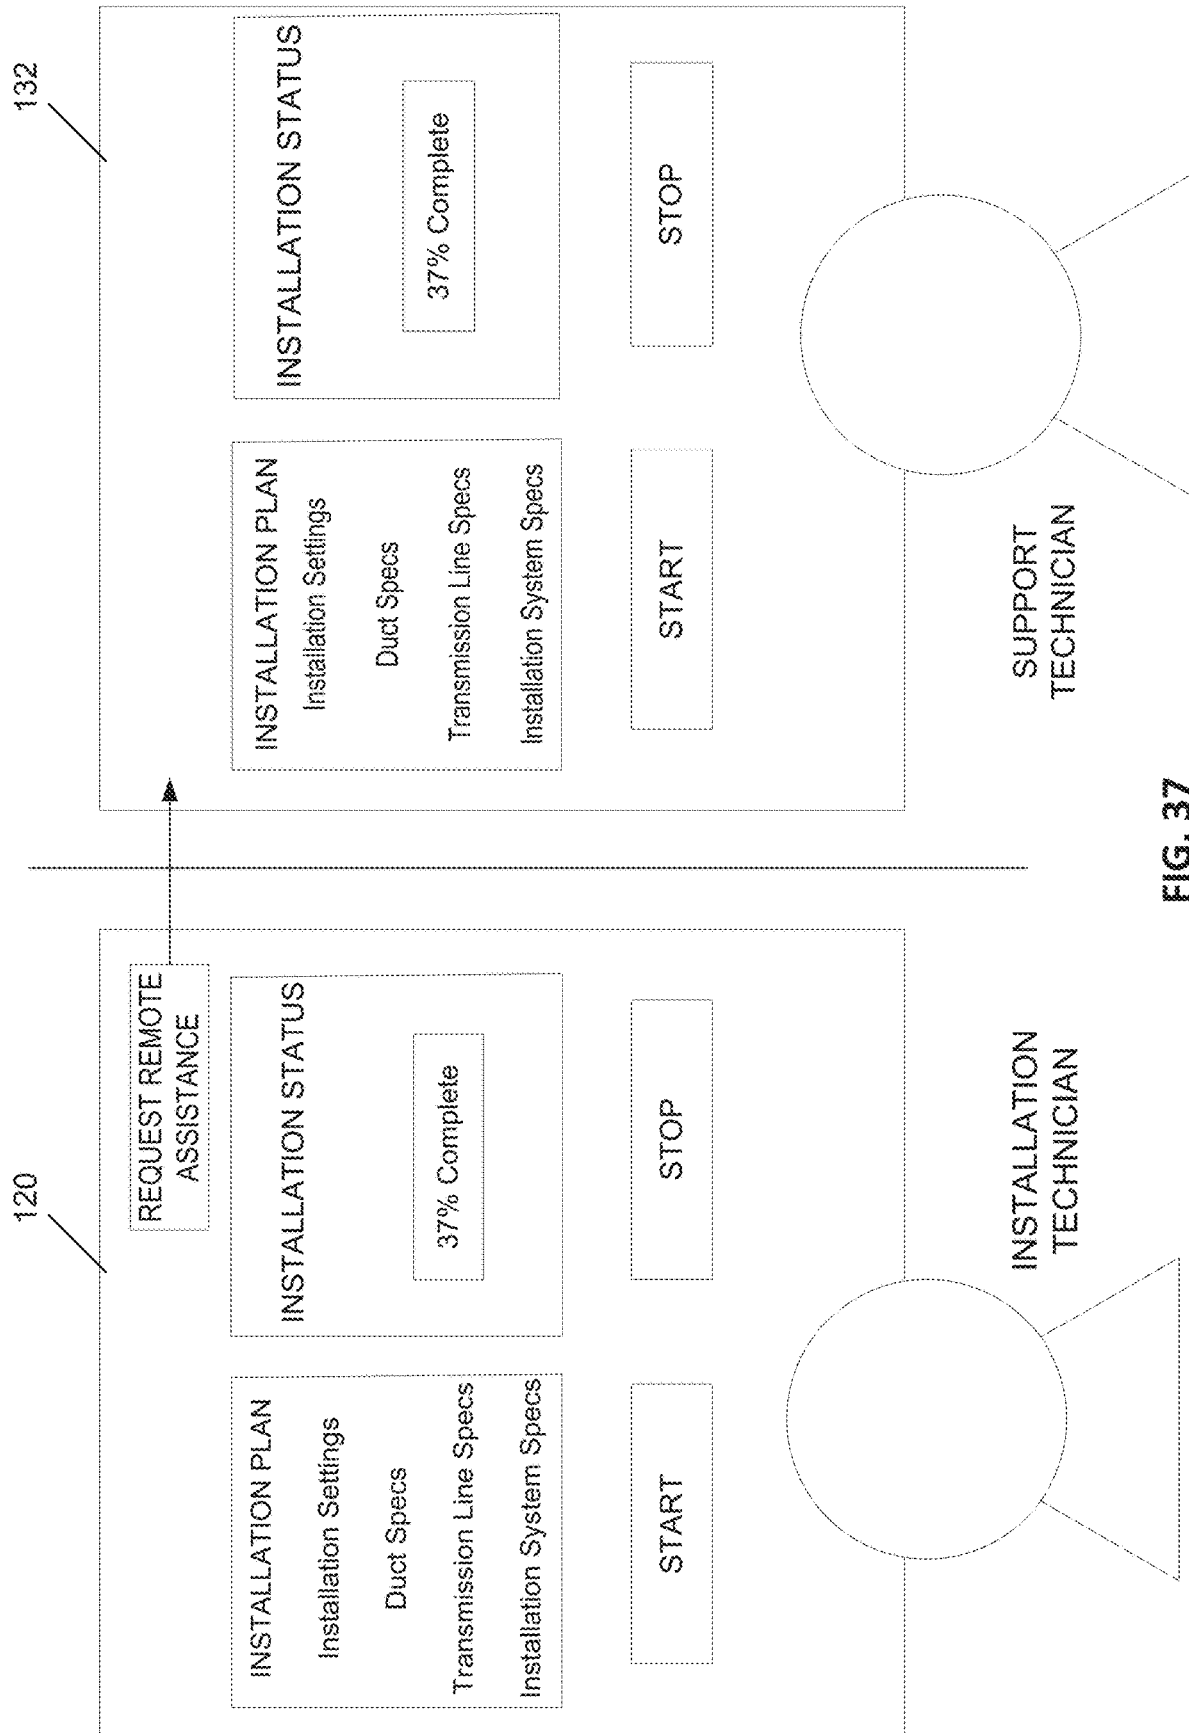 120
REQUEST REMOTE
ASSISTANCE
INSTALLATION PLAN
Installation Settings
Duct Specs
Transmission Line Specs
Installation System Specs
INSTALLATION STATUS
37% Complete
START
STOP
INSTALLATION
TECHNICIAN
132
INSTALLATION PLAN
Installation Settings
Duct Specs
Transmission Line Specs
Installation System Specs
INSTALLATION STATUS
37% Complete
START
STOP
SUPPORT
TECHNICIAN
FIG. 37